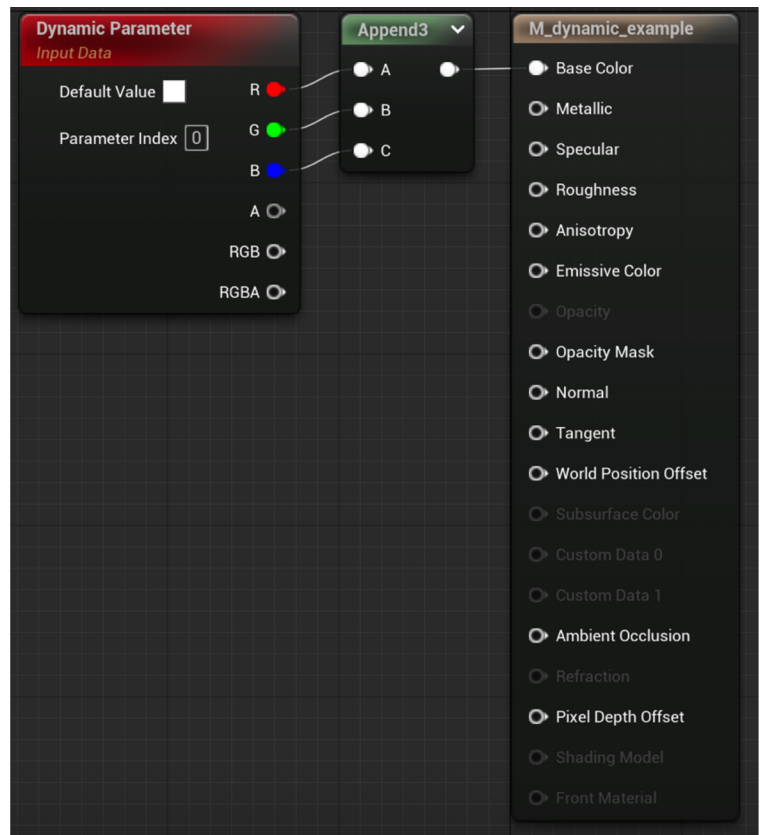 Dynamic Parameter
Input Data
Default Value
Parameter Index 0
R
G
B
A
RGB
RGBA
Append3
A
B
C
M_dynamic_example
Base Color
Metallic
Specular
Roughness
Anisotropy
Emissive Color
Opacity
Opacity Mask
Normal
Tangent
World Position Offset
Subsurface Color
Custom Data 0
Custom Data 1
Ambient Occlusion
Refraction
Pixel Depth Offset
Shading Model
Front Material